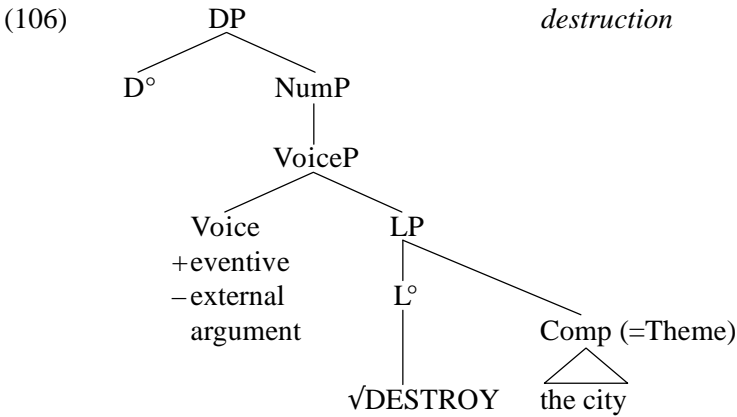 (106) DP destruction
D° NumP
VoiceP
Voice LP
+eventive
–external L°
argument Comp (=Theme)
√DESTROY the city